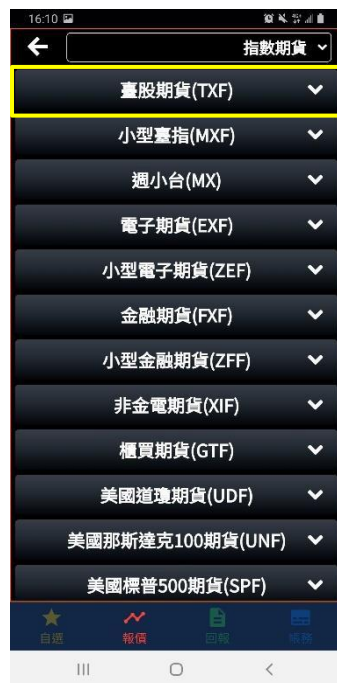 16:10
指數期貨
臺股期貨(TXF)
小型臺指(MXF)
週小台(MX)
電子期貨(EXF)
小型電子期貨(ZEF)
金融期貨(FXF)
小型金融期貨(ZFF)
非金電期貨(XIF)
櫃買期貨(GTF)
美國道瓊期貨(UDF)
美國那斯達克100期貨(UNF)
美國標普500期貨(SPF)
自選 報價 回報 帳務